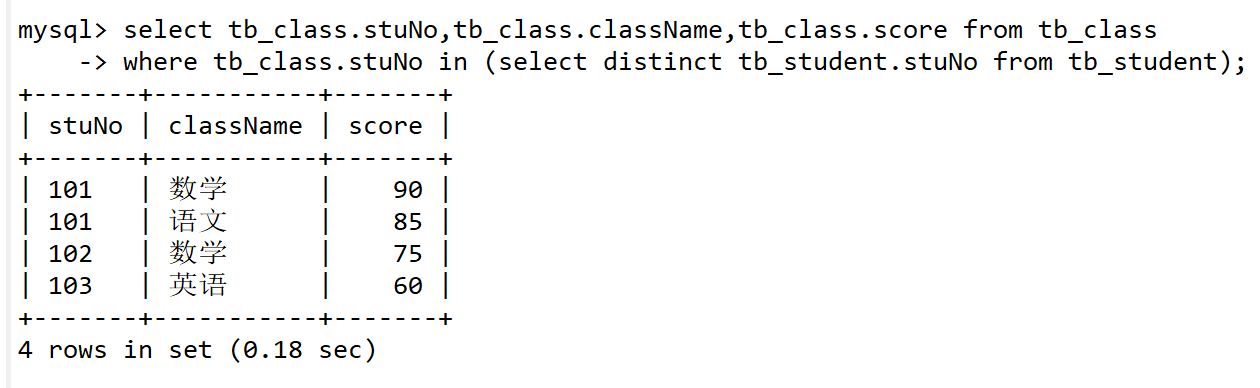 mysql> select tb_class.stuNo,tb_class.className,tb_class.score from tb_class
    -> where tb_class.stuNo in (select distinct tb_student.stuNo from tb_student);
+-------+-----------+-------+
| stuNo | className | score |
+-------+-----------+-------+
| 101   | 数学      |    90 |
| 101   | 语文      |    85 |
| 102   | 数学      |    75 |
| 103   | 英语      |    60 |
+-------+-----------+-------+
4 rows in set (0.18 sec)